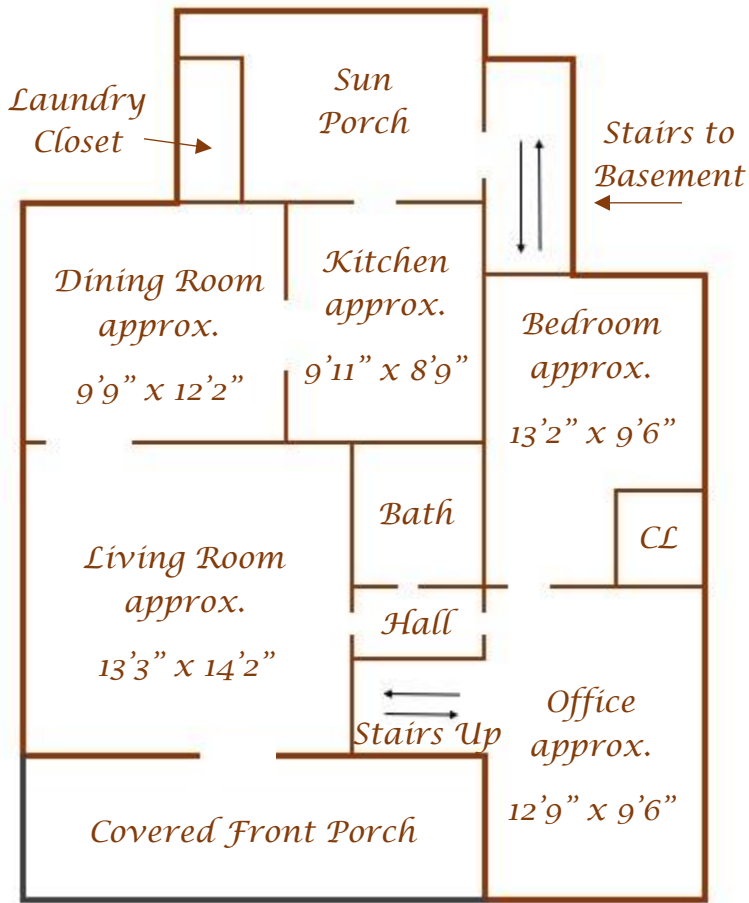 Sun
Porch
Laundry
Closet
Stairs to
Basement
Dining Room
approx.
9'9” x 12'2”
Kitchen
approx.
9'11” x 8'9”
Bedroom
approx.
13'2” x 9'6”
Bath
CL
Living Room
approx.
13'3” x 14'2”
Hall
Stairs Up
Office
approx.
12'9” x 9'6”
Covered Front Porch